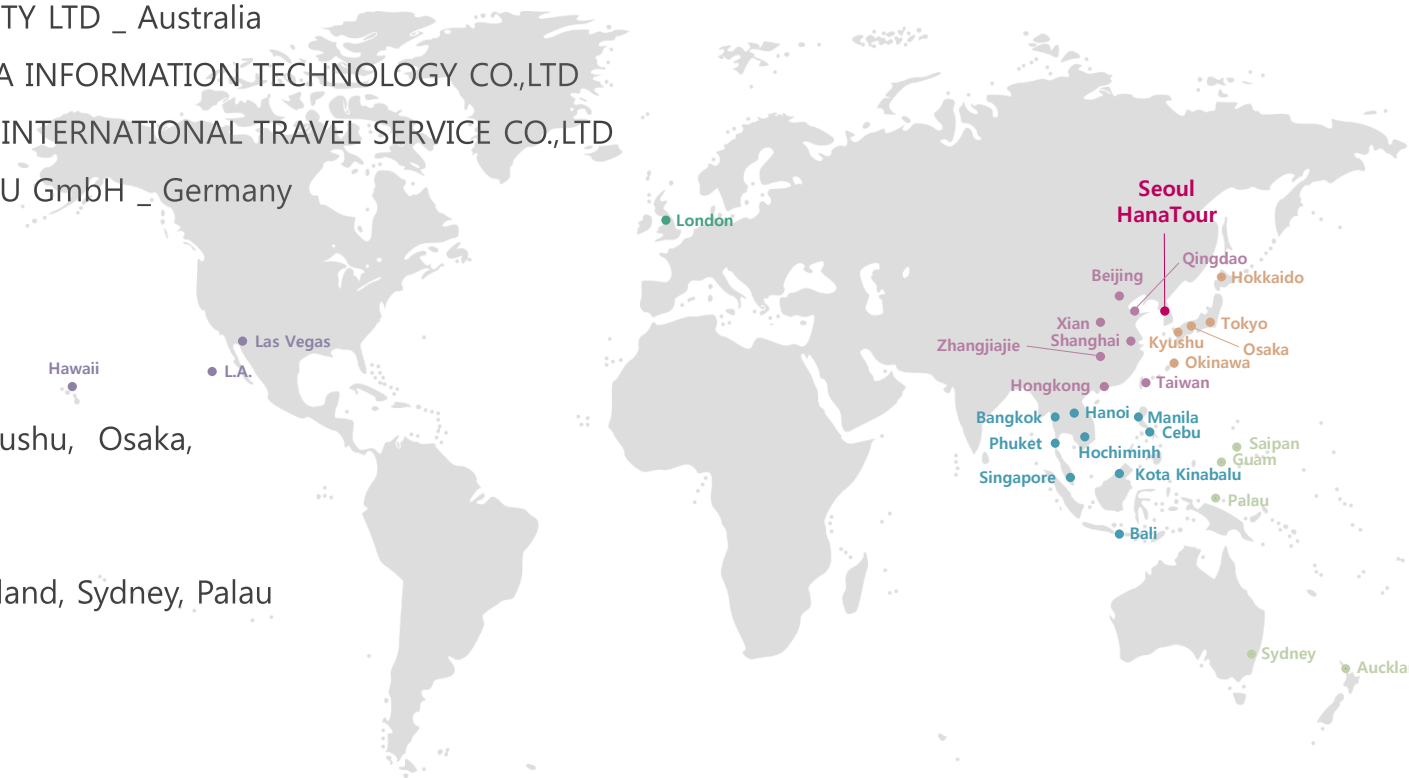 TY LTD _ Australia
A INFORMATION TECHNOLOGY CO.,LTD
INTERNATIONAL TRAVEL SERVICE CO.,LTD
U GmbH _ Germany
Seoul
HanaTour
London
Qingdao
Beijing
Hokkaido
Xian
Tokyo
Shanghai
Kyushu
Zhangjiajie
Osaka
Las Vegas
Okinawa
Hawaii
L.A.
Hongkong
Taiwan
Bangkok
Hanoi
Manila
Cebu
ushu, Osaka,
Phuket
Saipan
Hochiminh
Guam
Singapore
Kota Kinabalu
Palau
Bali
land, Sydney, Palau
Sydney
Auckla